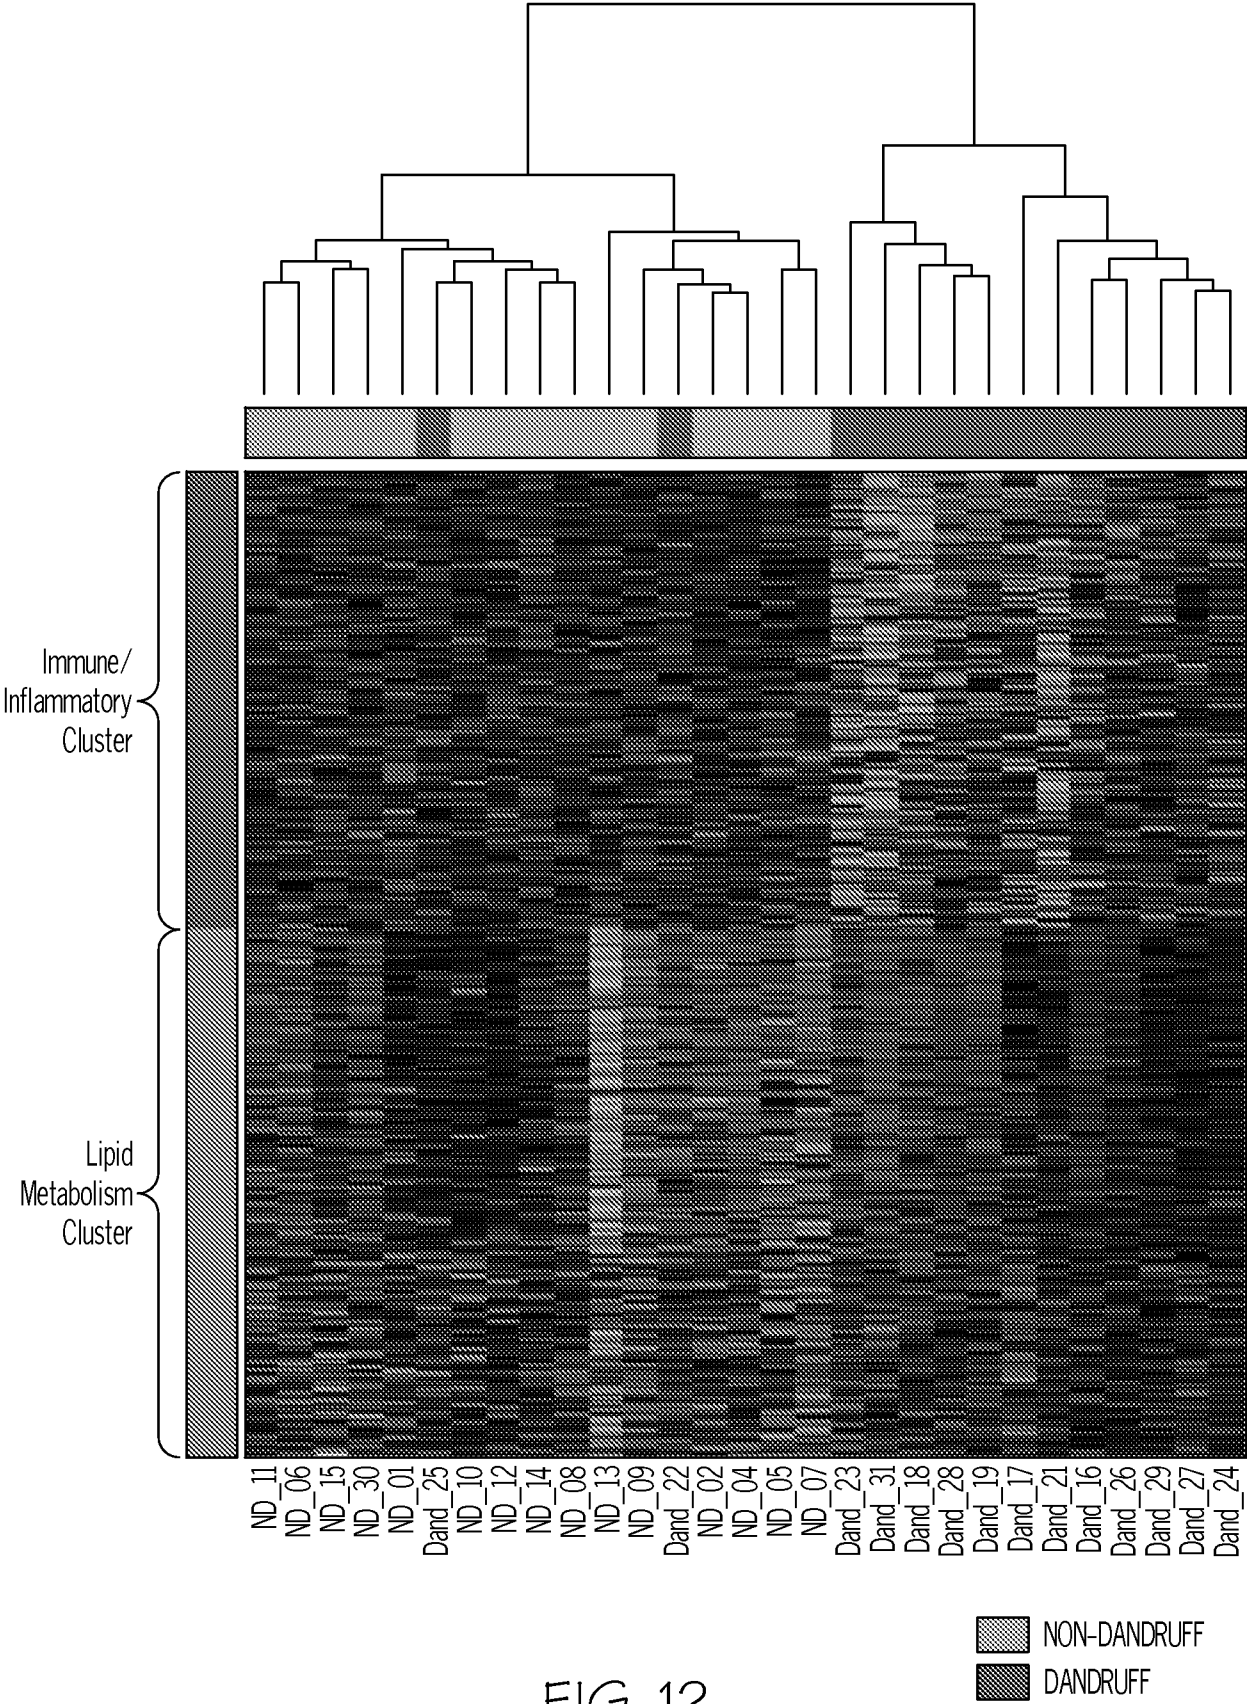 Immune/
Inflammatory
Cluster
Lipid
Metabolism
Cluster
ND_11
ND_06
ND_15
ND_30
ND_01
Dand_25
ND_10
ND_12
ND_14
ND_08
ND_13
ND_09
Dand_22
ND_02
ND_04
ND_05
ND_07
Dand_23
Dand_31
Dand_18
Dand_28
Dand_19
Dand_17
Dand_21
Dand_16
Dand_26
Dand_29
Dand_27
Dand_24
NON-DANDRUFF
DANDRUFF
FIG. 12